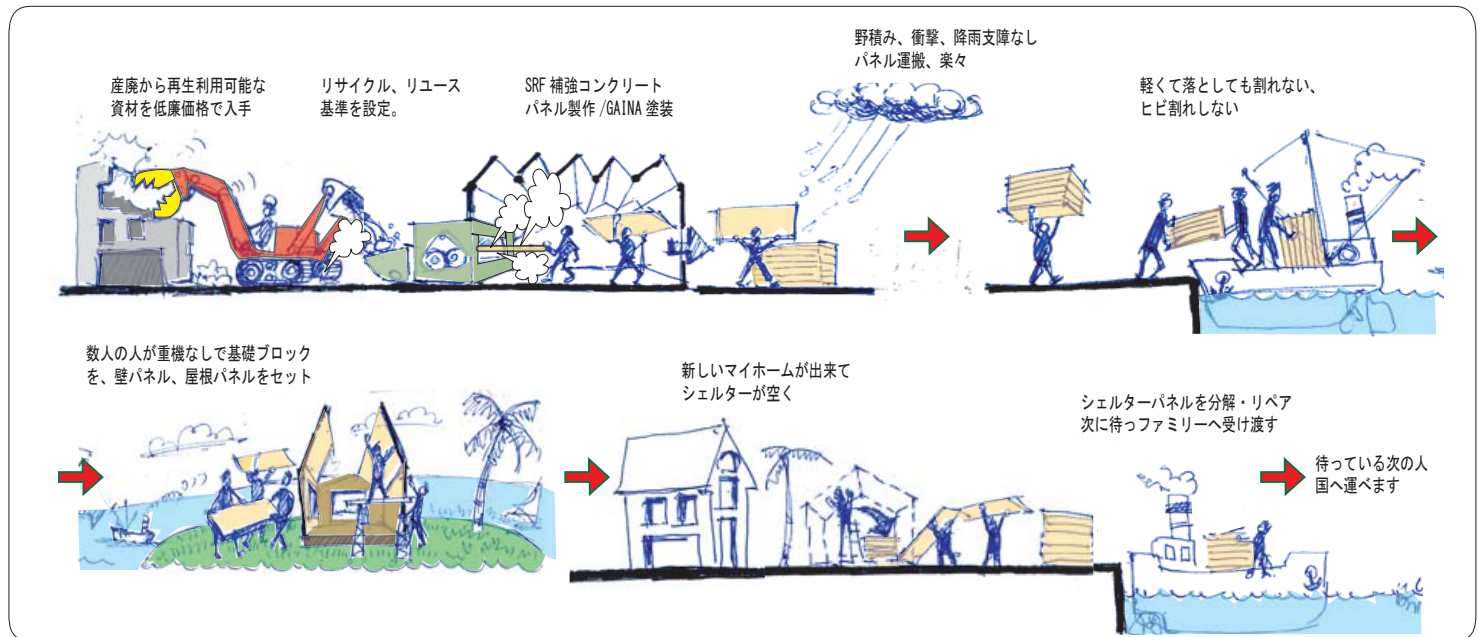 産廃から再生利用可能な
資材を低廉価格で入手
リサイクル、リユース
基準を設定。
SRF 補強コンクリート
パネル製作 /GAINA 塗装
野積み、衝撃、降雨支障なし
パネル運搬、楽々
軽くて落としても割れない、
ヒビ割れしない
数人の人が重機なしで基礎ブロック
を、壁パネル、屋根パネルをセット
新しいマイホームが出来て
シェルターが空く
シェルターパネルを分解・リペア
次に待っファミリーへ受け渡す
待っている次の人
国へ運べます